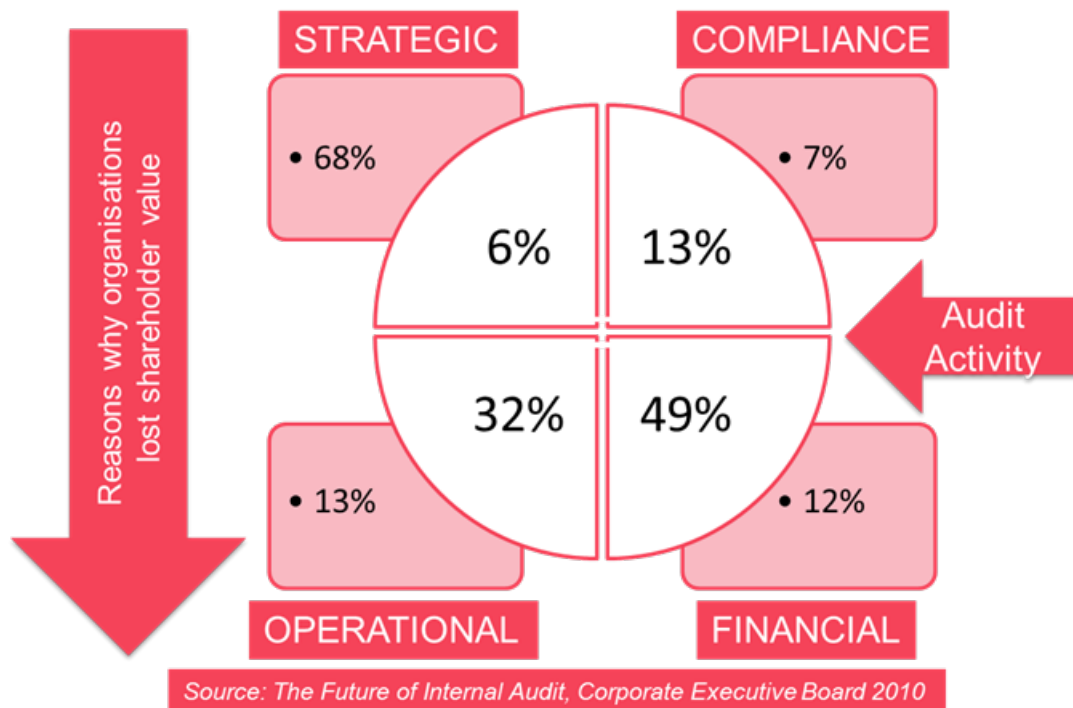 STRATEGIC
COMPLIANCE
Reasons why organisations
lost shareholder value
• 68%
• 7%
6%
13%
Audit
Activity
32%
49%
• 13%
• 12%
OPERATIONAL
FINANCIAL
Source: The Future of Internal Audit, Corporate Executive Board 2010